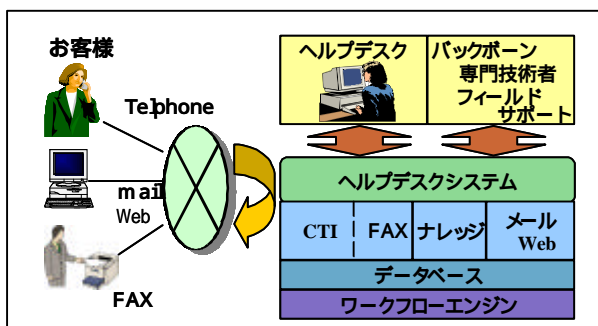 お客様
Telphone
mail
Web
FAX
ヘルプデスク
バックボーン
専門技術者
フィールド
サポート
ヘルプデスクシステム
CTI
FAX
ナレッジ
メール
Web
データベース
ワークフローエンジン